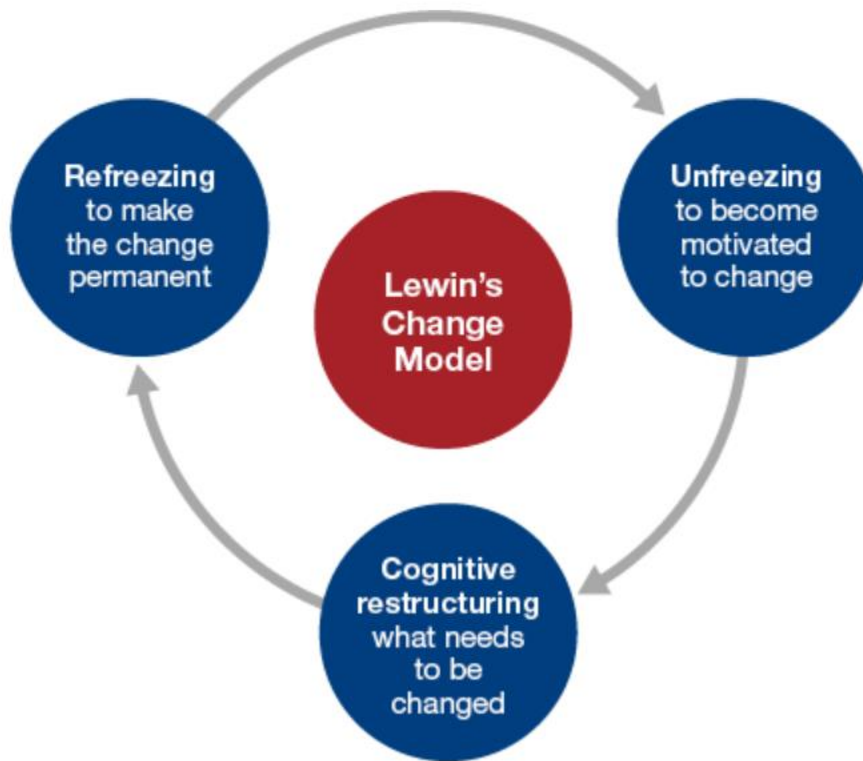 Refreezing
to make
the change
permanent
Unfreezing
to become
motivated
to change
Lewin’s
Change
Model
Cognitive
restructuring
what needs
to be
changed